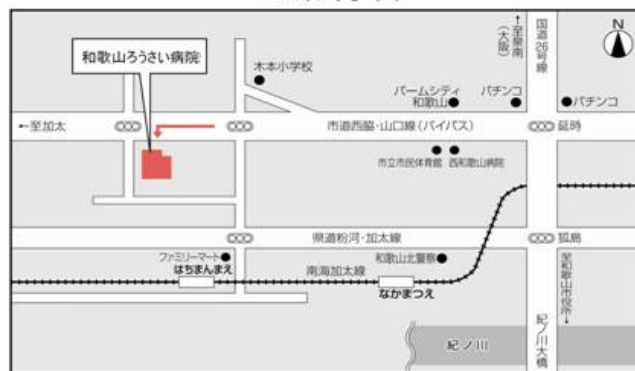 N
↑至泉南
(大阪)
国道26号線
和歌山ろうさい病院
木本小学校
パームシティ
和歌山
パチンコ
パチンコ
←至加太
市道西脇・山口線(バイパス)
延時
市立市民体育館
西和歌山病院
県道粉河・加太線
狐島
ファミリーマート
はちまんまえ
南海加太線
和歌山北警察
なかまつえ
至和歌山市役所→
紀ノ川
紀ノ川大橋